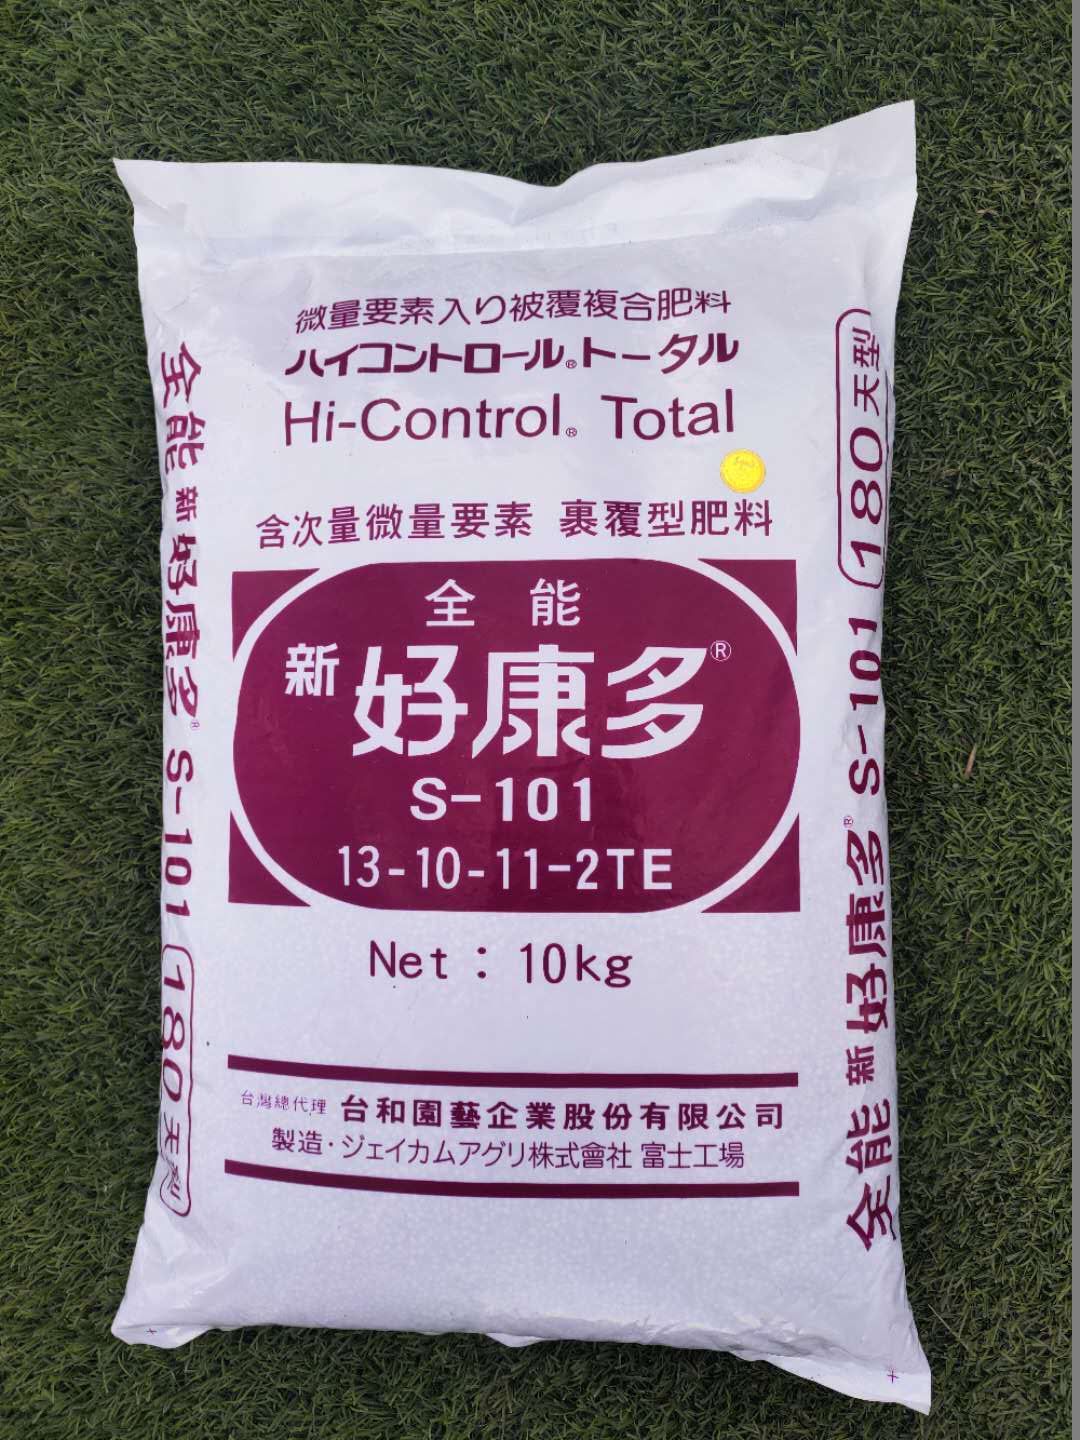 微量要素入り被覆複合肥料
ハイコントロール®トータル
Hi-Control® Total
含次量微量要素 裹覆型肥料
全能
新好康多®
S-101
13-10-11-2TE
Net：10kg
台灣總代理 台和園藝企業股份有限公司
製造・ジェイカムアグリ株式會社 富士工場
全能新好康多® S-101 180天型
全能新好康多® S-101 180天型